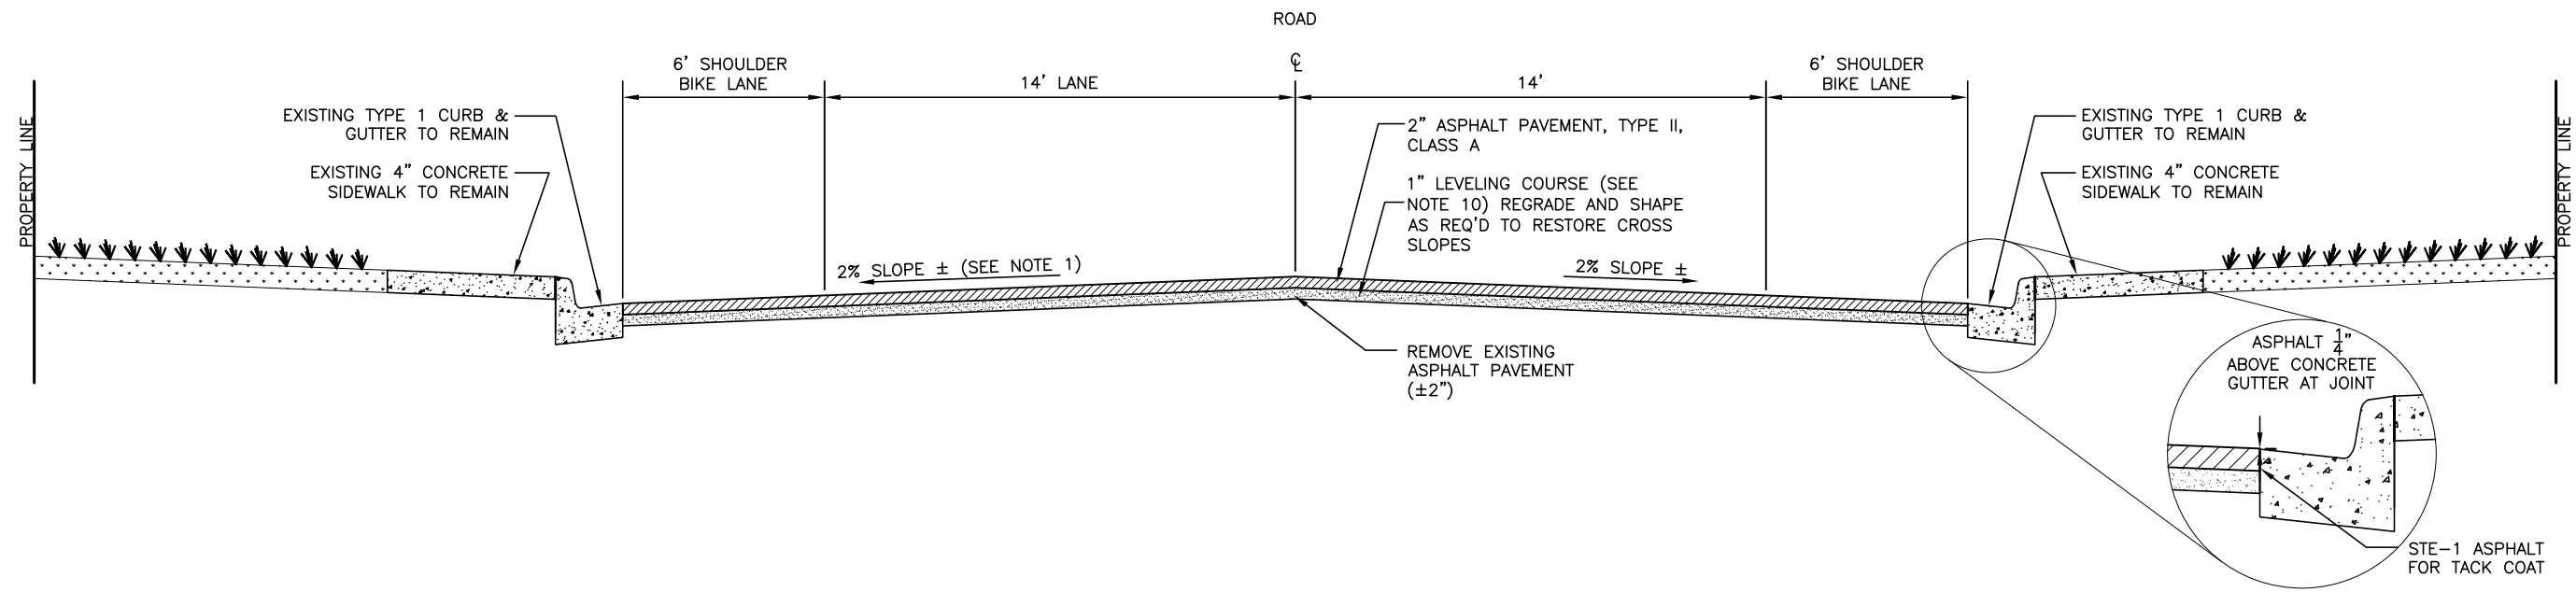 ROAD
℄
6' SHOULDER
BIKE LANE
14' LANE
14'
6' SHOULDER
BIKE LANE
PROPERTY LINE
EXISTING TYPE 1 CURB &
GUTTER TO REMAIN
EXISTING 4" CONCRETE
SIDEWALK TO REMAIN
2" ASPHALT PAVEMENT, TYPE II,
CLASS A
1" LEVELING COURSE (SEE
NOTE 10) REGRADE AND SHAPE
AS REQ'D TO RESTORE CROSS
SLOPES
EXISTING TYPE 1 CURB &
GUTTER TO REMAIN
EXISTING 4" CONCRETE
SIDEWALK TO REMAIN
PROPERTY LINE
2% SLOPE ± (SEE NOTE 1)
2% SLOPE ±
REMOVE EXISTING
ASPHALT PAVEMENT
(±2")
ASPHALT 1/4"
ABOVE CONCRETE
GUTTER AT JOINT
STE-1 ASPHALT
FOR TACK COAT